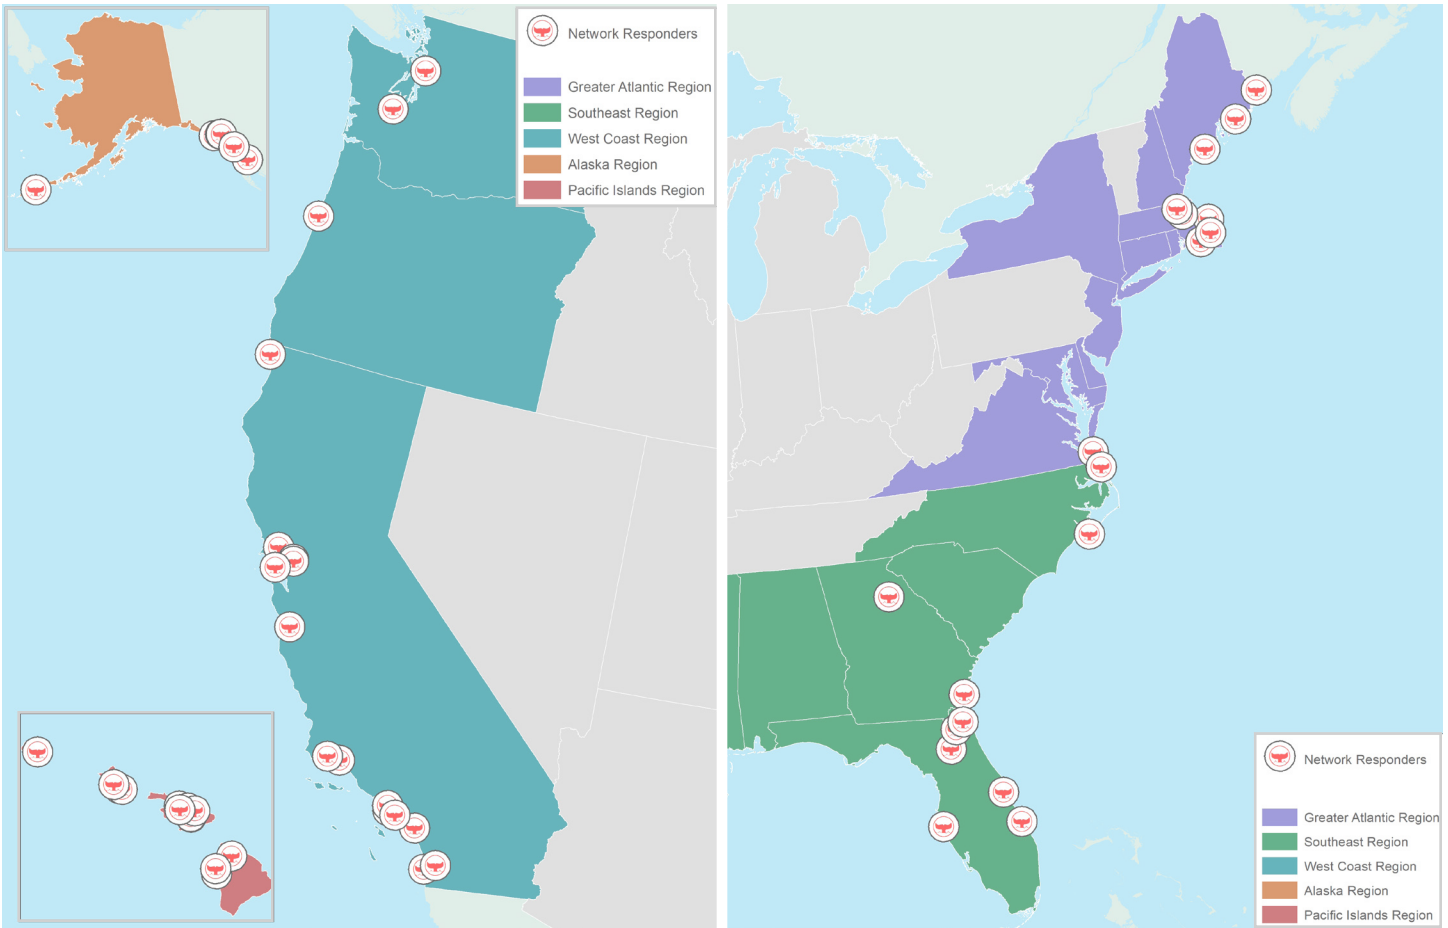 Network Responders
Greater Atlantic Region
Southeast Region
West Coast Region
Alaska Region
Pacific Islands Region
Network Responders
Greater Atlantic Region
Southeast Region
West Coast Region
Alaska Region
Pacific Islands Region